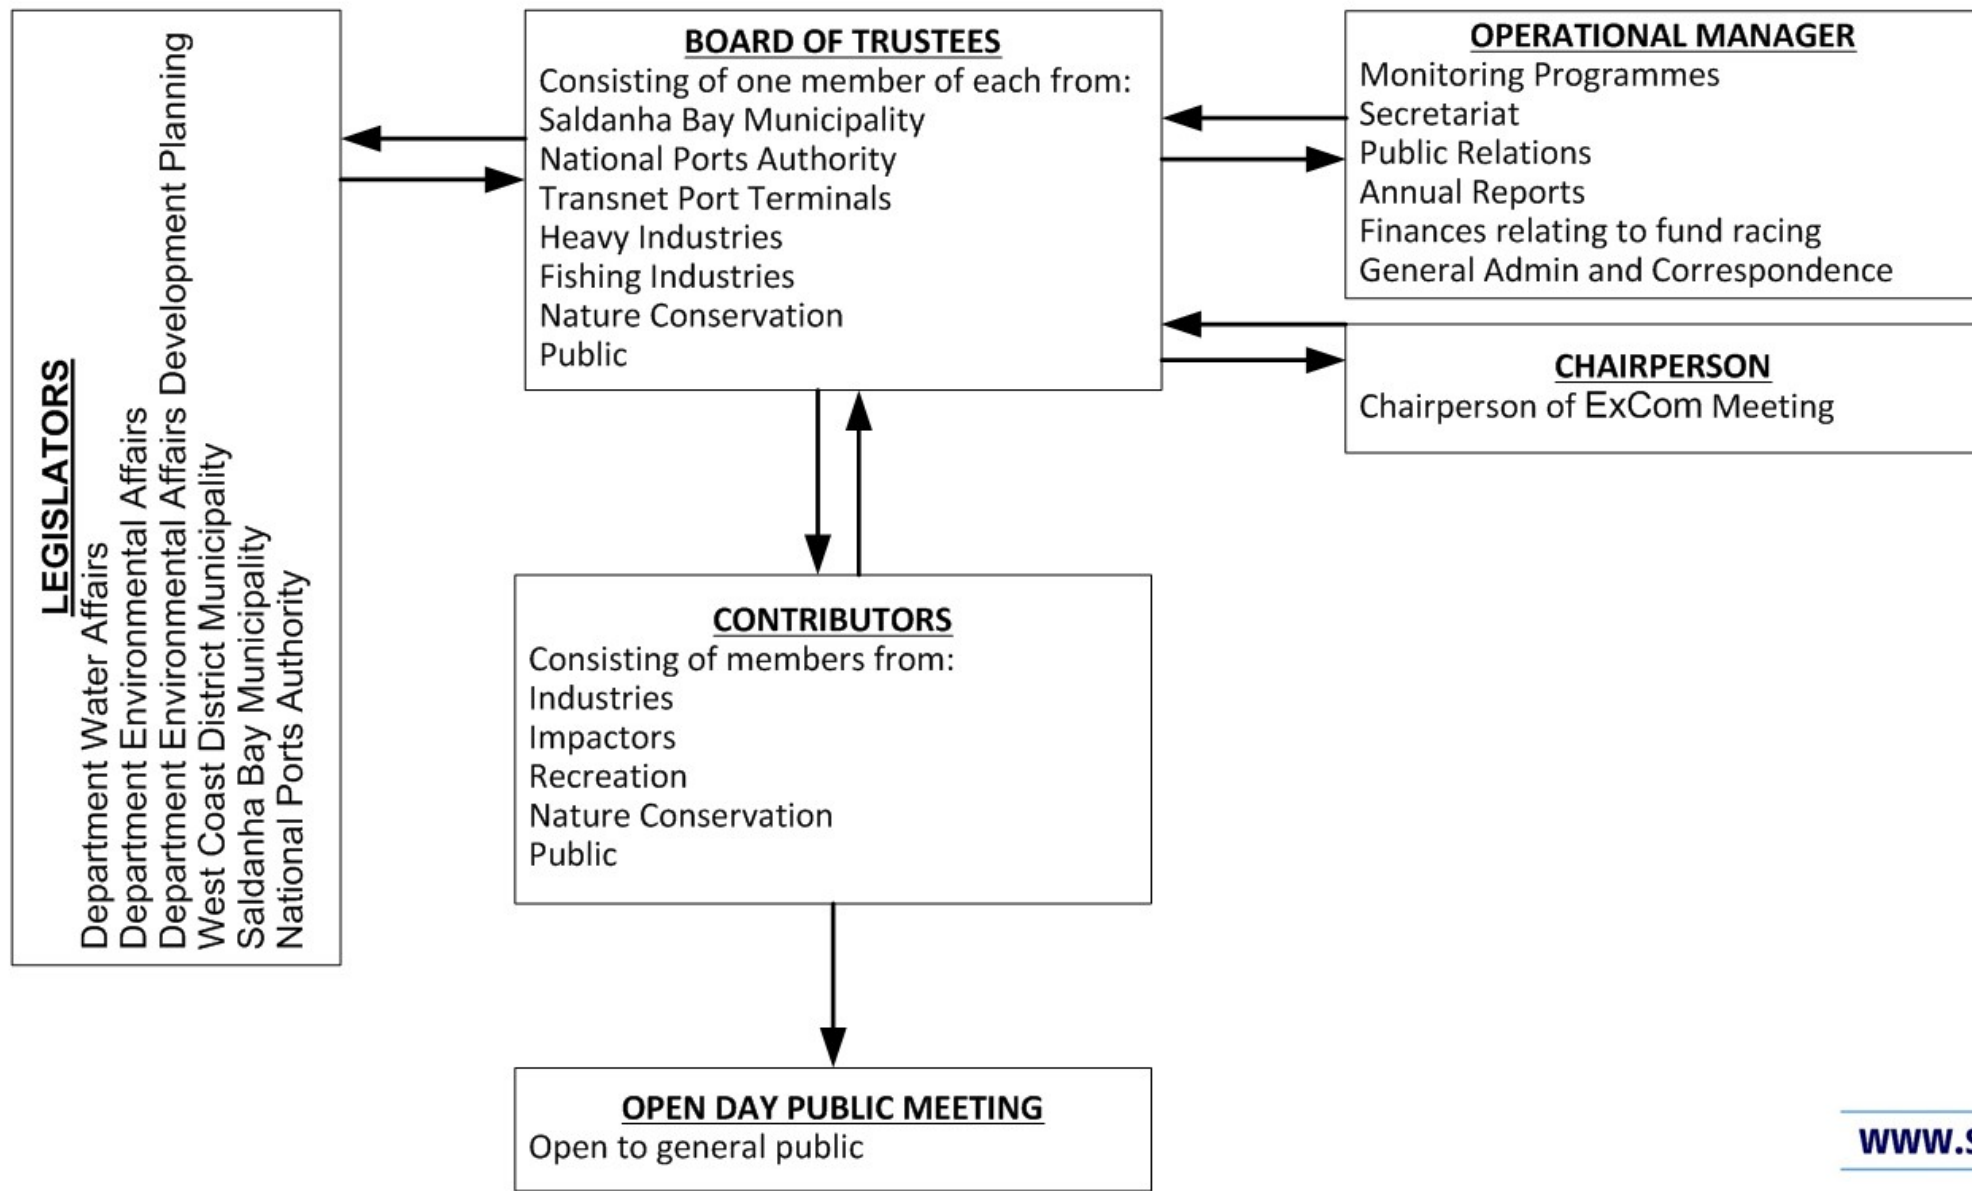 LEGISLATORS
Department Water Affairs
Department Environmental Affairs
Department Environmental Affairs Development Planning
West Coast District Municipality
Saldanha Bay Municipality
National Ports Authority
BOARD OF TRUSTEES
Consisting of one member of each from:
Saldanha Bay Municipality
National Ports Authority
Transnet Port Terminals
Heavy Industries
Fishing Industries
Nature Conservation
Public
OPERATIONAL MANAGER
Monitoring Programmes
Secretariat
Public Relations
Annual Reports
Finances relating to fund racing
General Admin and Correspondence
CHAIRPERSON
Chairperson of ExCom Meeting
CONTRIBUTORS
Consisting of members from:
Industries
Impactors
Recreation
Nature Conservation
Public
OPEN DAY PUBLIC MEETING
Open to general public
www.s